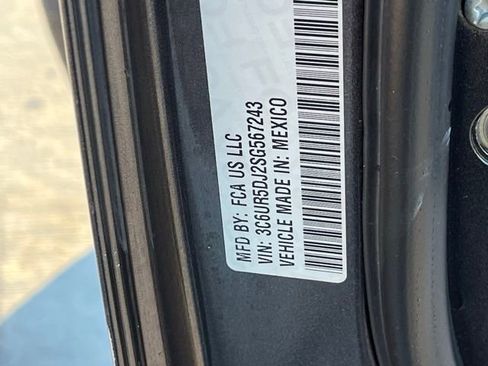 MFD BY: FCA US LLC
VIN: 3C6UR5DJ2SG567243
VEHICLE MADE IN: MEXICO